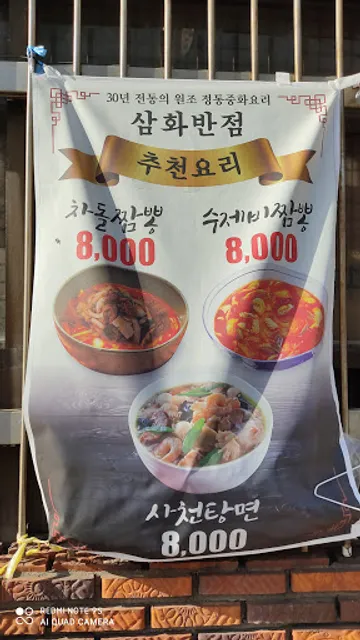 30년 전통의 원조 정통중화요리
삼화반점
추천요리
차돌짬뽕 수제비짬뽕
8,000 8,000
사천탕면
8,000
REDMI NOTE 9S
AI QUAD CAMERA